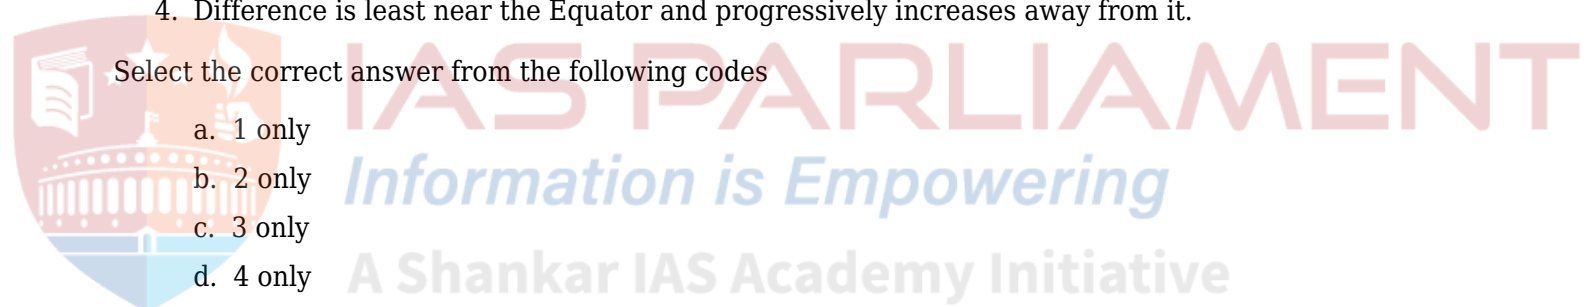 4. Difference is least near the Equator and progressively increases away from it.
IAS PARLIAMENT
Select the correct answer from the following codes
a. 1 only
Information is Empowering
b. 2 only
c. 3 only
A Shankar IAS Academy Initiative
d. 4 only